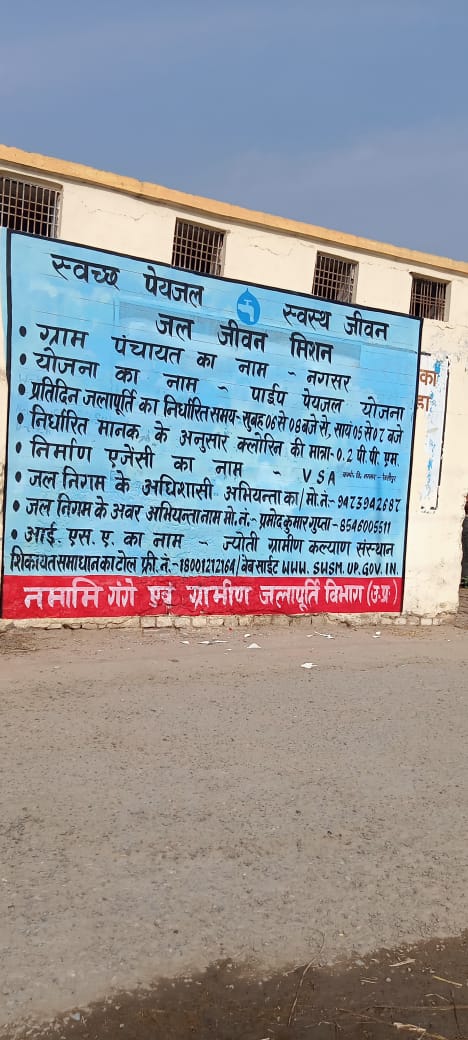 स्वच्छ पेयजल स्वस्थ जीवन
जल जीवन मिशन
• ग्राम पंचायत का नाम - नगसर
• योजना का नाम - पाईप पेयजल योजना
• प्रतिदिन जलापूर्ति का निर्धारित समय-सुबह 06 से 08 बजे से, सायं 05 से 07 बजे
• निर्धारित मानक के अनुसार क्लोरिन की मात्रा-0.2 पी.पी.एम.
• निर्माण एजेंसी का नाम - VSA
• जल निगम के अधिशासी अभियन्ता का/मो.नं.-9473942687
• जल निगम के अवर अभियन्ता नाम मो.नं.-प्रमोद कुमार गुप्ता-8546005511
• आई.एस.ए. का नाम - ज्योती ग्रामीण कल्याण संस्थान
शिकायत समाधान का टोल फ्री.नं.-18001212164/वेबसाईट WWW.SWSM.UP.GOV.IN.
नमामि गंगे एवं ग्रामीण जलापूर्ति विभाग (उ.प्र.)
का
हा